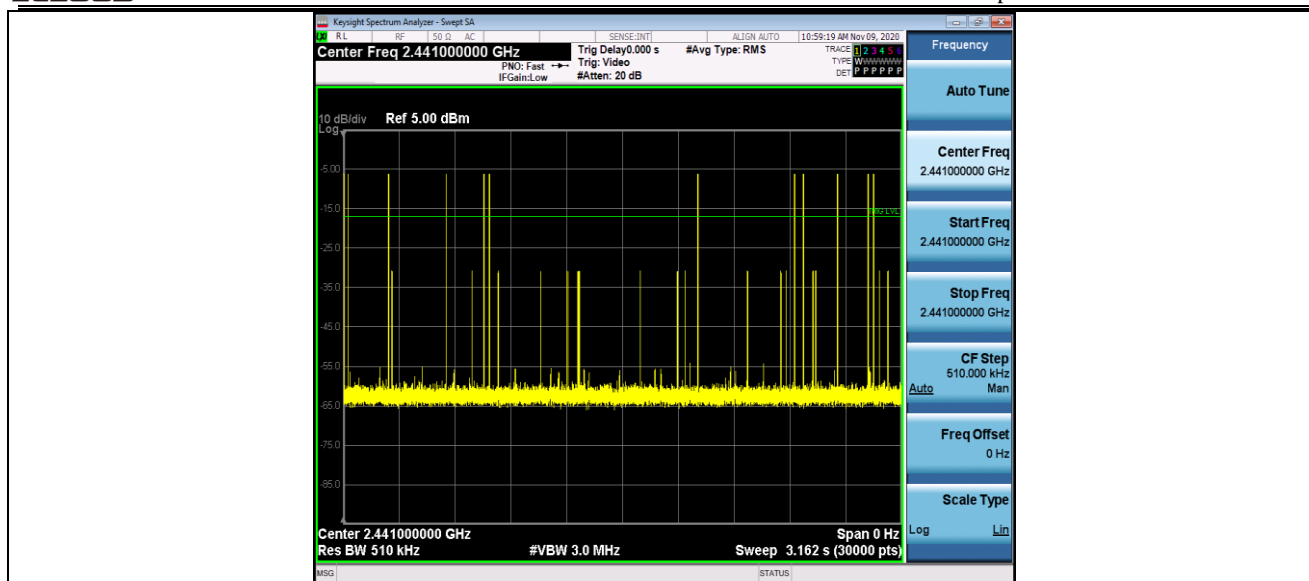 Keysight Spectrum Analyzer - Swept SA
RL RF 50 Ω AC SENSE:INT ALIGN AUTO 10:59:19 AM Nov 09, 2020
Center Freq 2.441000000 GHz
PNO: Fast
IFGain:Low
Trig Delay0.000 s
Trig: Video
#Atten: 20 dB
#Avg Type: RMS
TRACE 1 2 3 4 5 6
TYPE WWWWWW
DET P P P P P P
10 dB/div Ref 5.00 dBm
Log
-5.00
-15.0
TRIG LVL
-25.0
-35.0
-45.0
-55.0
-65.0
-75.0
-85.0
Center 2.441000000 GHz Span 0 Hz
Res BW 510 kHz #VBW 3.0 MHz Sweep 3.162 s (30000 pts)
MSG STATUS
Frequency
Auto Tune
Center Freq
2.441000000 GHz
Start Freq
2.441000000 GHz
Stop Freq
2.441000000 GHz
CF Step
510.000 kHz
Auto Man
Freq Offset
0 Hz
Scale Type
Log Lin